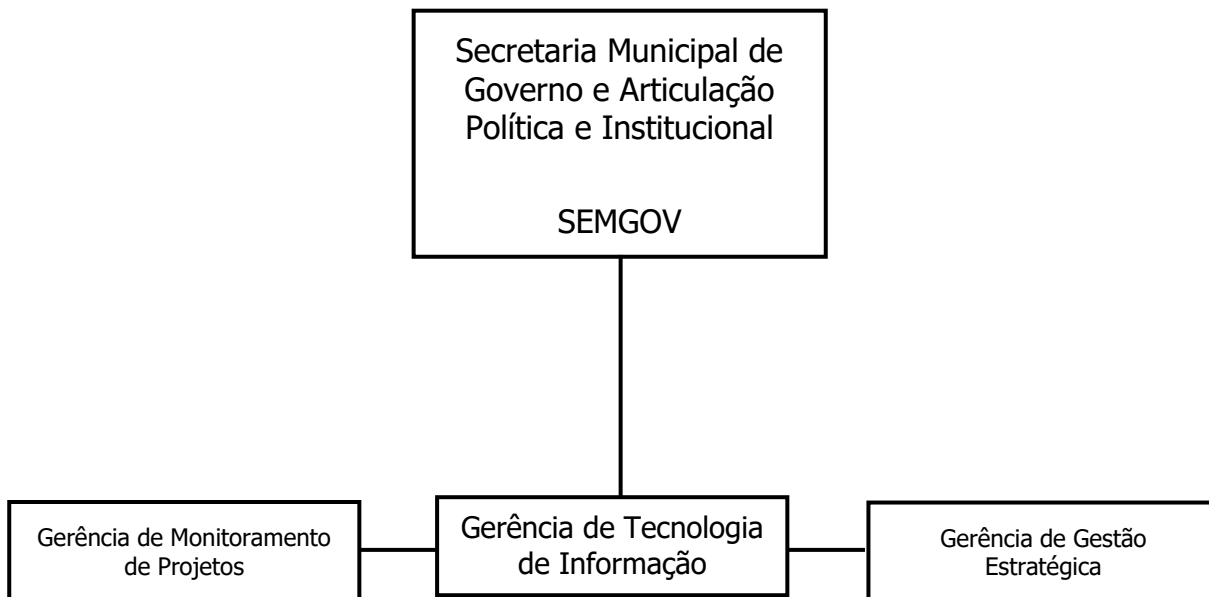 Secretaria Municipal de
Governo e Articulação
Política e Institucional
SEMGOV
Gerência de Monitoramento
de Projetos
Gerência de Tecnologia
de Informação
Gerência de Gestão
Estratégica